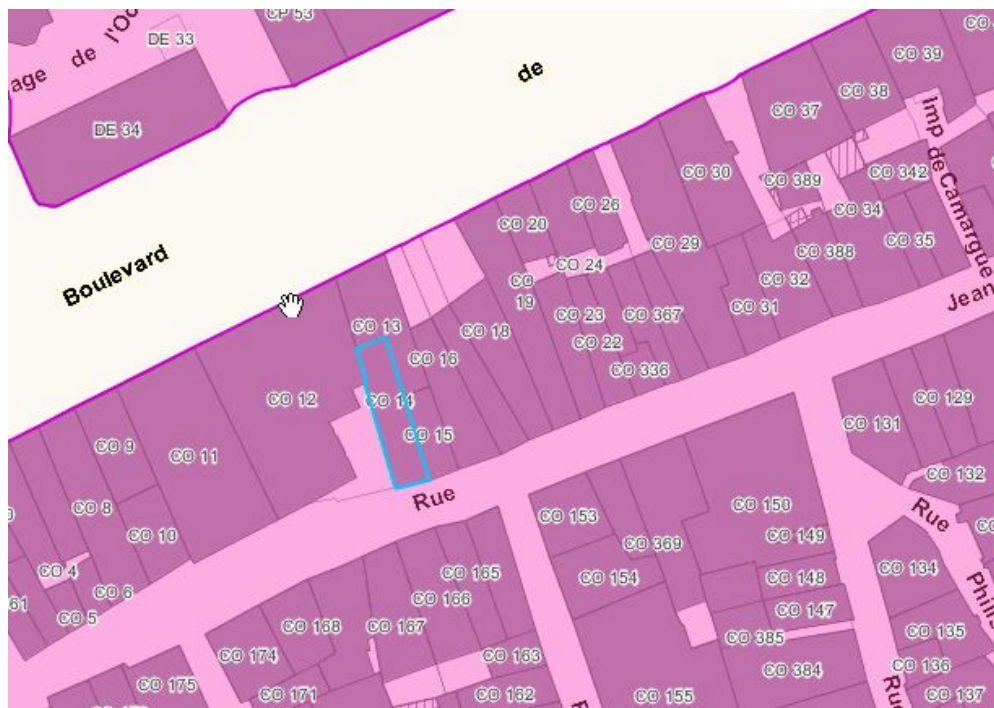 CP 53
DE 33
age de l'Oc
DE 34
de
Boulevard
CO 39
CO 38
CO 37
Imp de Camargue
CO 30
CO 389
CO 342
CO 34
CO 26
CO 20
CO 29
CO 388
CO 35
CO 24
CO 19
CO 32
CO 31
Jean
CO 13
CO 18
CO 23
CO 367
CO 22
CO 16
CO 336
CO 12
CO 14
CO 15
CO 131
CO 129
CO 9
CO 11
CO 132
Rue
CO 8
CO 10
CO 153
CO 150
Rue
CO 149
CO 369
CO 4
CO 6
CO 5
61
CO 165
CO 154
CO 148
CO 134
Phili
CO 166
CO 147
CO 168
CO 167
CO 385
CO 135
CO 174
CO 163
CO 384
CO 136
CO 175
CO 171
CO 162
CO 155
Rue
CO 137